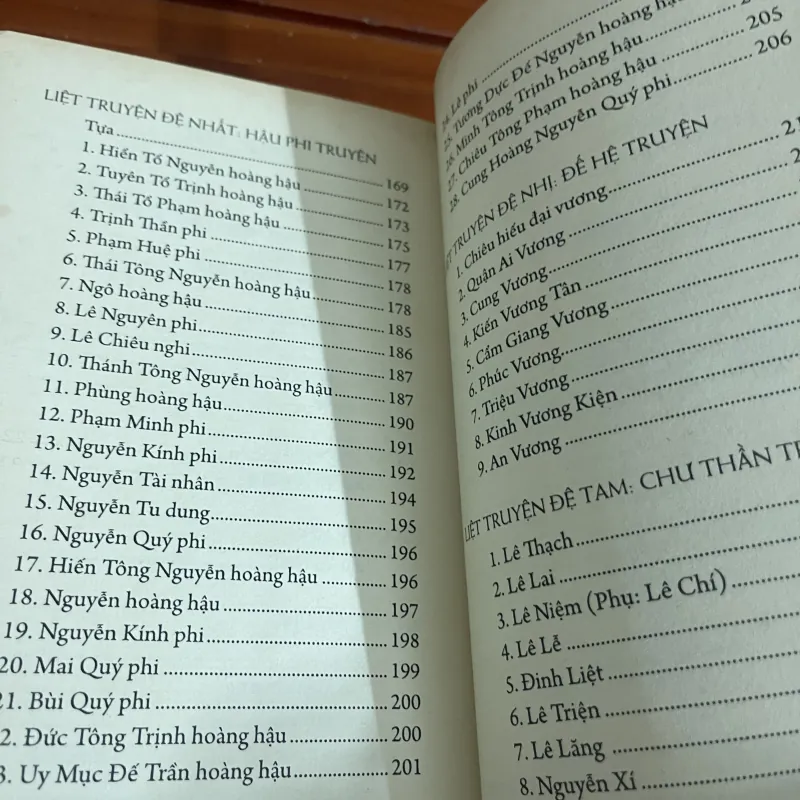 LIỆT TRUYỆN ĐỆ NHẤT: HẬU PHI TRUYỆN
Tựa 169
1. Hiến Tổ Nguyễn hoàng hậu 172
2. Tuyên Tổ Trịnh hoàng hậu 173
3. Thái Tổ Phạm hoàng hậu 175
4. Trịnh Thần phi 177
5. Phạm Huệ phi 178
6. Thái Tông Nguyễn hoàng hậu 178
7. Ngô hoàng hậu 185
8. Lê Nguyên phi 186
9. Lê Chiêu nghi 187
10. Thánh Tông Nguyễn hoàng hậu 187
11. Phùng hoàng hậu 190
12. Phạm Minh phi 191
13. Nguyễn Kính phi 192
14. Nguyễn Tài nhân 194
15. Nguyễn Tu dung 195
16. Nguyễn Quý phi 196
17. Hiến Tông Nguyễn hoàng hậu 196
18. Nguyễn hoàng hậu 197
19. Nguyễn Kính phi 198
20. Mai Quý phi 199
21. Bùi Quý phi 200
2. Đức Tông Trịnh hoàng hậu 200
3. Uy Mục Đế Trần hoàng hậu 201
24. Lê phi
25. Tương Dực Đế Nguyễn hoàng hậu
26. Minh Tông Trịnh hoàng hậu
27. Chiêu Tông Phạm hoàng hậu 205
28. Cung Hoàng Nguyễn Quý phi 206
TRUYỆN ĐỆ NHỊ: ĐẾ HỆ TRUYỆN
1. Chiêu hiếu đại vương
2. Quận Ai Vương
3. Cung Vương
4. Kiến Vương Tân
5. Cẩm Giang Vương
6. Phúc Vương
7. Triệu Vương
8. Kinh Vương Kiện
9. An Vương
LIỆT TRUYỆN ĐỆ TAM: CHƯ THẦN
1. Lê Thạch
2. Lê Lai
3. Lê Niệm (Phụ: Lê Chí)
4. Lê Lễ
5. Đinh Liệt
6. Lê Triện
7. Lê Lăng
8. Nguyễn Xí